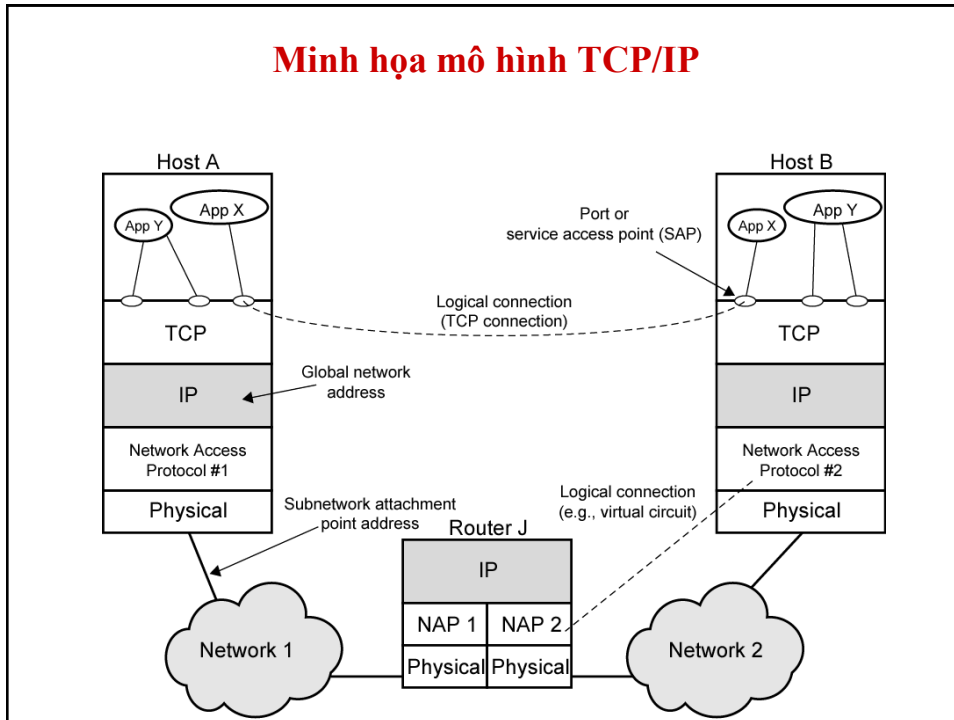 Minh họa mô hình TCP/IP
Host A
Host B
App X
App Y
Port or
service access point (SAP)
App X
App Y
Logical connection
(TCP connection)
TCP
TCP
Global network
address
IP
IP
Network Access
Protocol #1
Network Access
Protocol #2
Logical connection
(e.g., virtual circuit)
Subnetwork attachment
point address
Physical
Physical
Router J
IP
NAP 1
NAP 2
Physical
Physical
Network 1
Network 2